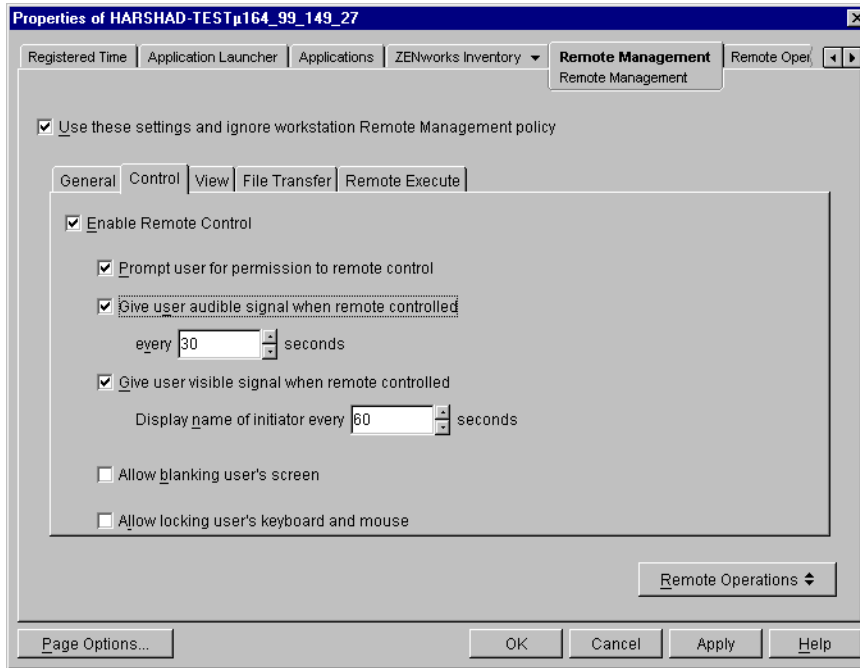 Properties of HARSHAD-TESTµ164_99_149_27
Registered Time Application Launcher Applications ZENworks Inventory Remote Management Remote Oper
Remote Management
Use these settings and ignore workstation Remote Management policy
General Control View File Transfer Remote Execute
Enable Remote Control
Prompt user for permission to remote control
Give user audible signal when remote controlled
every 30 seconds
Give user visible signal when remote controlled
Display name of initiator every 60 seconds
Allow blanking user's screen
Allow locking user's keyboard and mouse
Remote Operations
Page Options... OK Cancel Apply Help